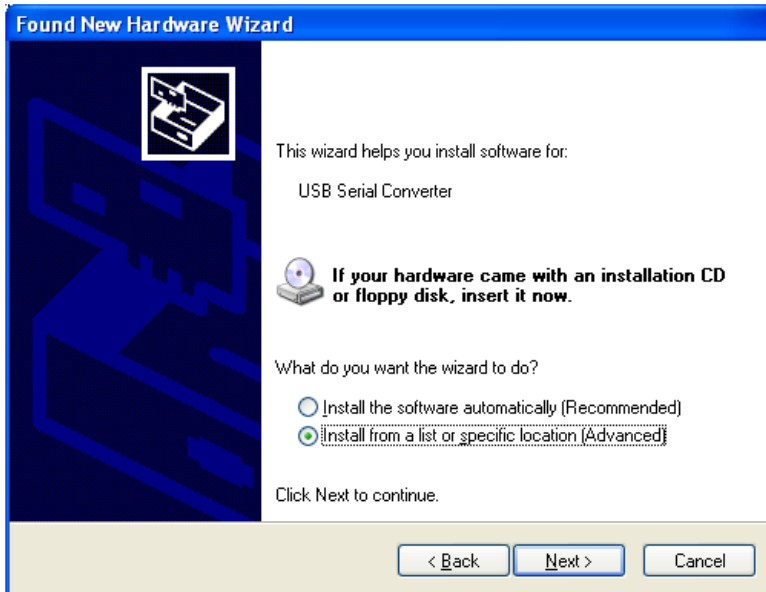 Found New Hardware Wizard
This wizard helps you install software for:
USB Serial Converter
If your hardware came with an installation CD
or floppy disk, insert it now.
What do you want the wizard to do?
Install the software automatically (Recommended)
Install from a list or specific location (Advanced)
Click Next to continue.
< Back Next > Cancel